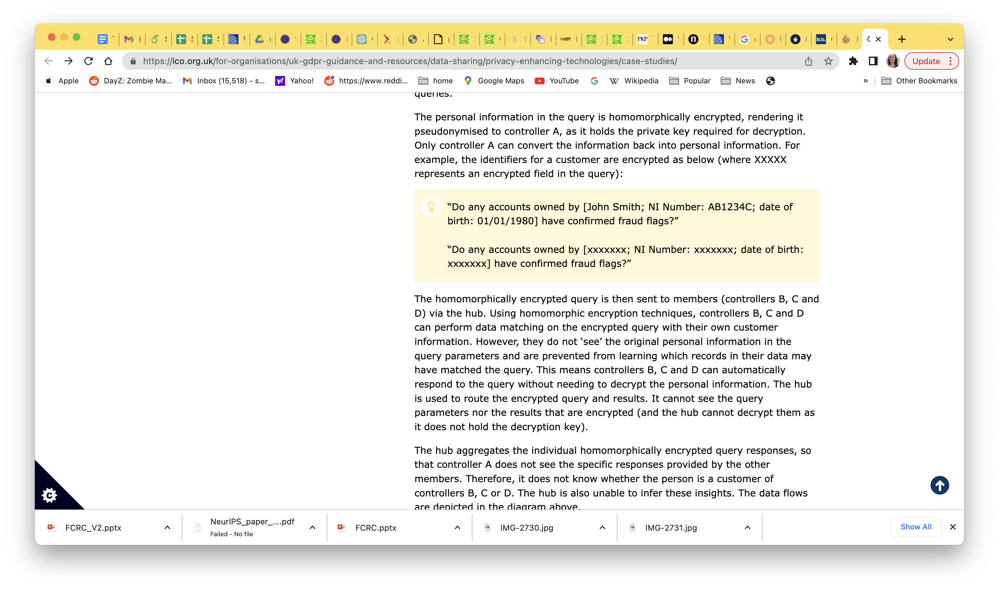 NIST
PKP
n
ico.
C
https://ico.org.uk/for-organisations/uk-gdpr-guidance-and-resources/data-sharing/privacy-enhancing-technologies/case-studies/
Update
Apple DayZ: Zombie Ma... Inbox (15,518) - s... Yahoo! https://www.reddi... home Google Maps YouTube Wikipedia Popular News » Other Bookmarks
queries.
The personal information in the query is homomorphically encrypted, rendering it
pseudonymised to controller A, as it holds the private key required for decryption.
Only controller A can convert the information back into personal information. For
example, the identifiers for a customer are encrypted as below (where XXXXX
represents an encrypted field in the query):
“Do any accounts owned by [John Smith; NI Number: AB1234C; date of
birth: 01/01/1980] have confirmed fraud flags?”
“Do any accounts owned by [xxxxxxx; NI Number: xxxxxxx; date of birth:
xxxxxxx] have confirmed fraud flags?”
The homomorphically encrypted query is then sent to members (controllers B, C and
D) via the hub. Using homomorphic encryption techniques, controllers B, C and D
can perform data matching on the encrypted query with their own customer
information. However, they do not ‘see’ the original personal information in the
query parameters and are prevented from learning which records in their data may
have matched the query. This means controllers B, C and D can automatically
respond to the query without needing to decrypt the personal information. The hub
is used to route the encrypted query and results. It cannot see the query
parameters nor the results that are encrypted (and the hub cannot decrypt them as
it does not hold the decryption key).
The hub aggregates the individual homomorphically encrypted query responses, so
that controller A does not see the specific responses provided by the other
members. Therefore, it does not know whether the person is a customer of
controllers B, C or D. The hub is also unable to infer these insights. The data flows
are depicted in the diagram above.
C
FCRC_V2.pptx
NeurIPS_paper_....pdf
Failed - No file
FCRC.pptx
IMG-2730.jpg
IMG-2731.jpg
Show All